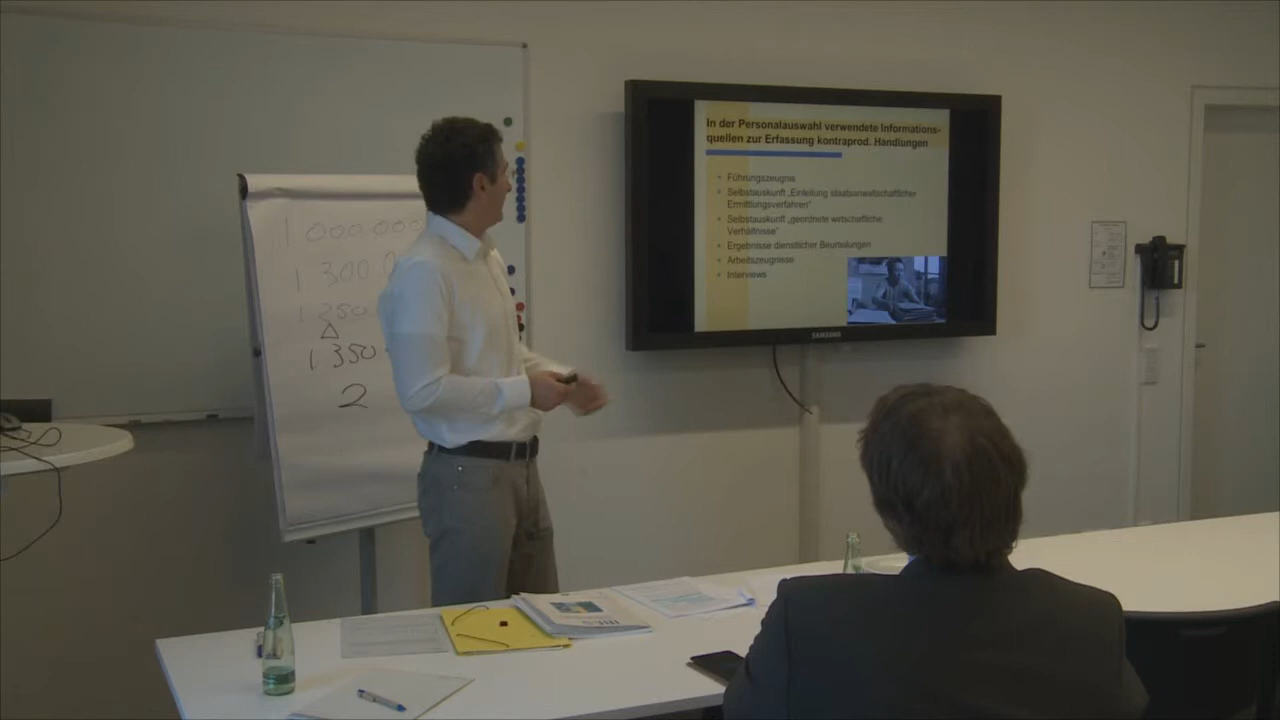 In der Personalauswahl verwendete Informations-
quellen zur Erfassung kontraprod. Handlungen
Führungszeugnis
Selbstauskunft „Einleitung staatsanwaltschaftlicher
Ermittlungsverfahren"
Selbstauskunft „geordnete wirtschaftliche
Verhältnisse"
Ergebnisse dienstlicher Beurteilungen
Arbeitszeugnisse
Interviews
SAMSUNG
1 000.000
1 300.0
1 250.
1.350
2